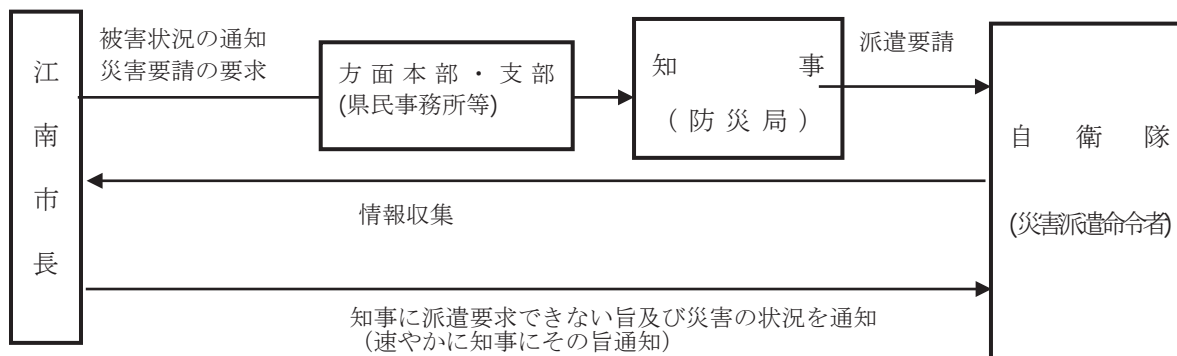 江南市長
被害状況の通知
災害要請の要求
方面本部・支部
(県民事務所等)
知事
(防災局)
派遣要請
自衛隊
(災害派遣命令者)
情報収集
知事に派遣要求できない旨及び災害の状況を通知
（速やかに知事にその旨通知）